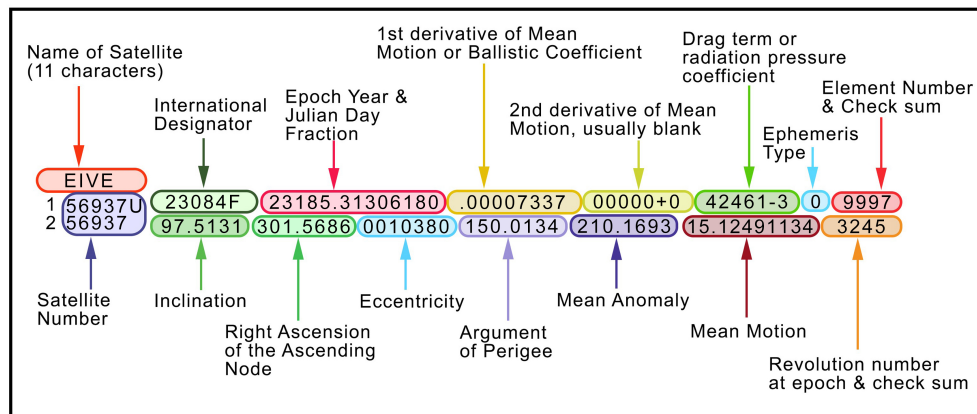 Name of Satellite
(11 characters)
International
Designator
Epoch Year &
Julian Day
Fraction
1st derivative of Mean
Motion or Ballistic Coefficient
2nd derivative of Mean
Motion, usually blank
Drag term or
radiation pressure
coefficient
Ephemeris
Type
Element Number
& Check sum
EIVE
1 56937U 23084F 23185.31306180 .00007337 00000+0 42461-3 0 9997
2 56937 97.5131 301.5686 0010380 150.0134 210.1693 15.12491134 3245
Satellite
Number
Inclination
Right Ascension
of the Ascending
Node
Eccentricity
Argument
of Perigee
Mean Anomaly
Mean Motion
Revolution number
at epoch & check sum